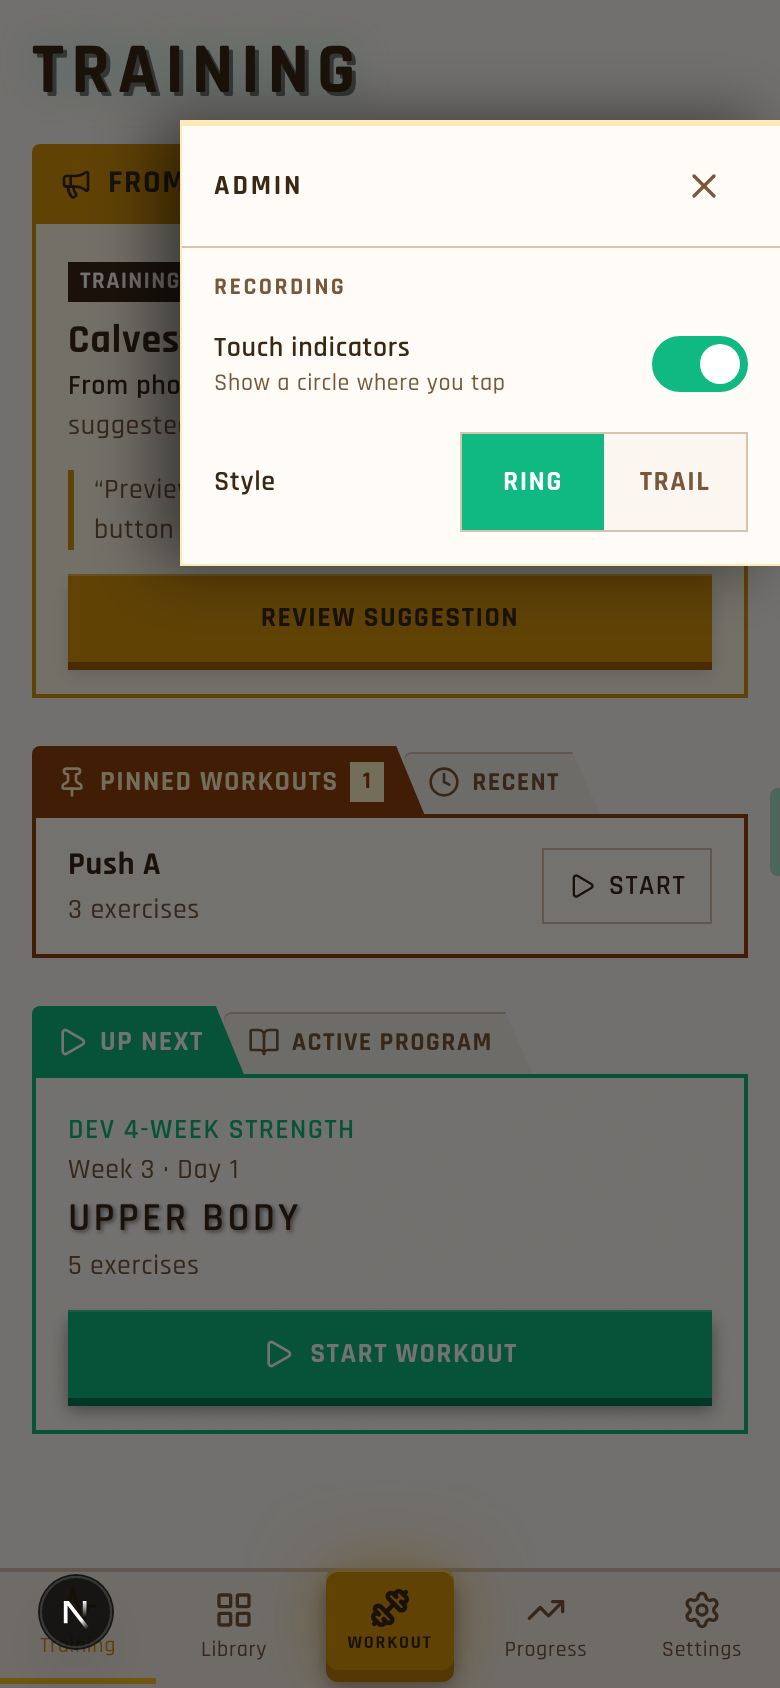 TRAINING
ADMIN
RECORDING
Touch indicators
Show a circle where you tap
Style
RING
TRAIL
FROM
TRAINING
Calves
From pho
suggeste
“Preview
button
REVIEW SUGGESTION
PINNED WORKOUTS 1
RECENT
Push A
3 exercises
START
UP NEXT
ACTIVE PROGRAM
DEV 4-WEEK STRENGTH
Week 3 · Day 1
UPPER BODY
5 exercises
START WORKOUT
N
Training
Library
WORKOUT
Progress
Settings